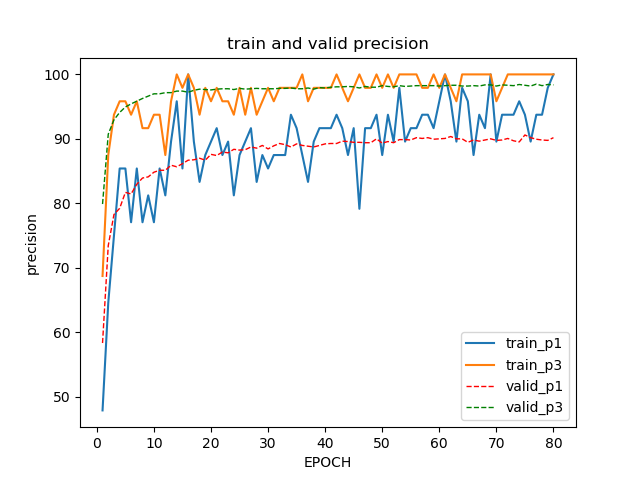 train and valid precision
precision
100
90
80
70
60
50
0 10 20 30 40 50 60 70 80
EPOCH
train_p1
train_p3
valid_p1
valid_p3